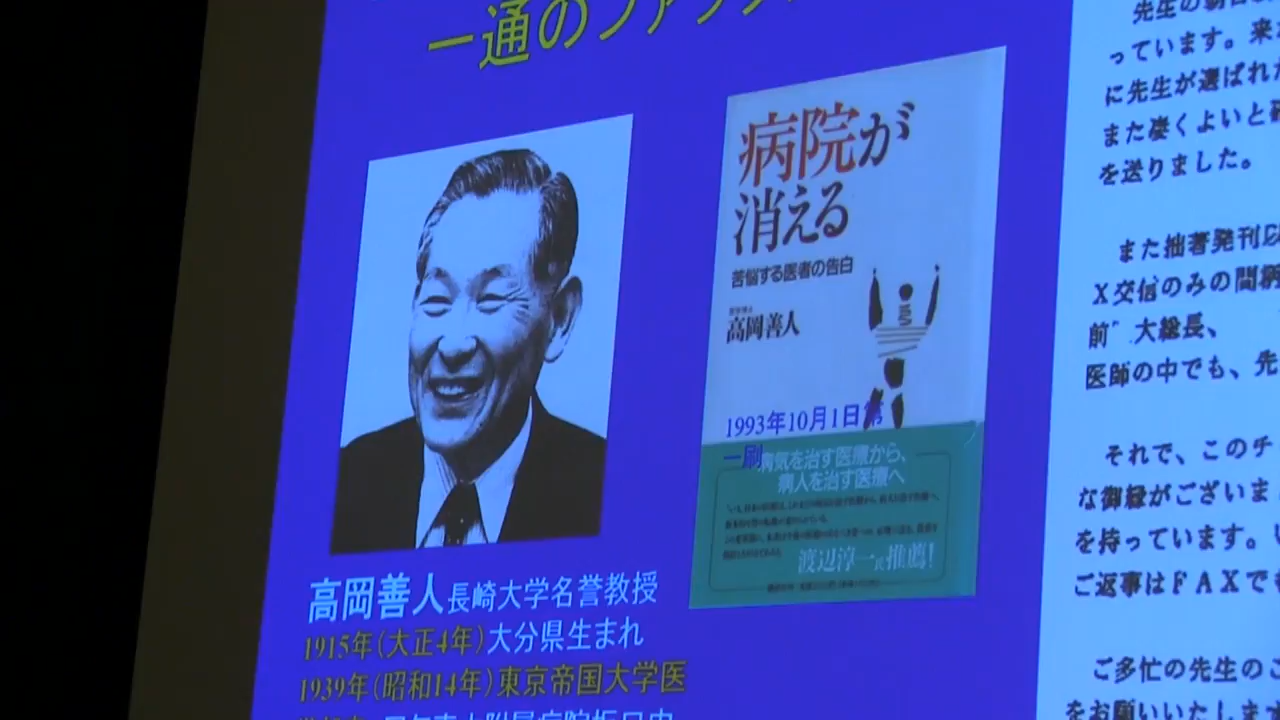 一通のファックス
病院が
消える
苦悩する医者の告白
高岡善人
1993年10月1日第
一刷
病気を治す医療から、
病人を治す医療へ
渡辺淳一氏推薦!
高岡善人 長崎大学名誉教授
1915年(大正4年)大分県生まれ
1939年(昭和14年)東京帝国大学医
っています。来
に先生が選ばれ
また凄くよいと
を送りました。
また拙著発刊以
X交信のみの間柄
前" 大総長、
医師の中でも、先
それで、このチ
な御縁がございま
を持っています。
ご返事はFAXで
ご多忙の先生のご
をお願いいたします